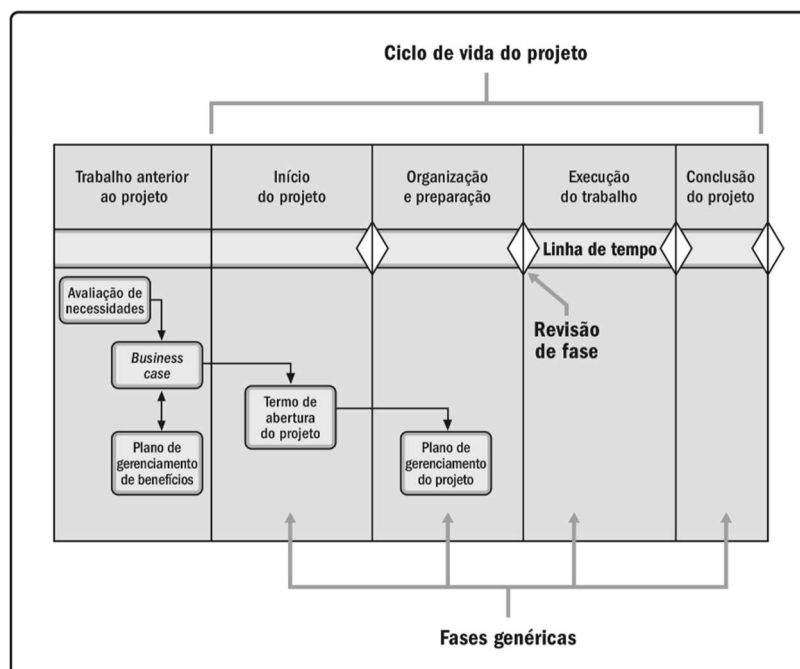 Ciclo de vida do projeto
Trabalho anterior
ao projeto
Início
do projeto
Organização
e preparação
Execução
do trabalho
Conclusão
do projeto
Linha de tempo
Avaliação de
necessidades
Business
case
Plano de
gerenciamento
de benefícios
Termo de
abertura
do projeto
Plano de
gerenciamento
do projeto
Revisão
de fase
Fases genéricas